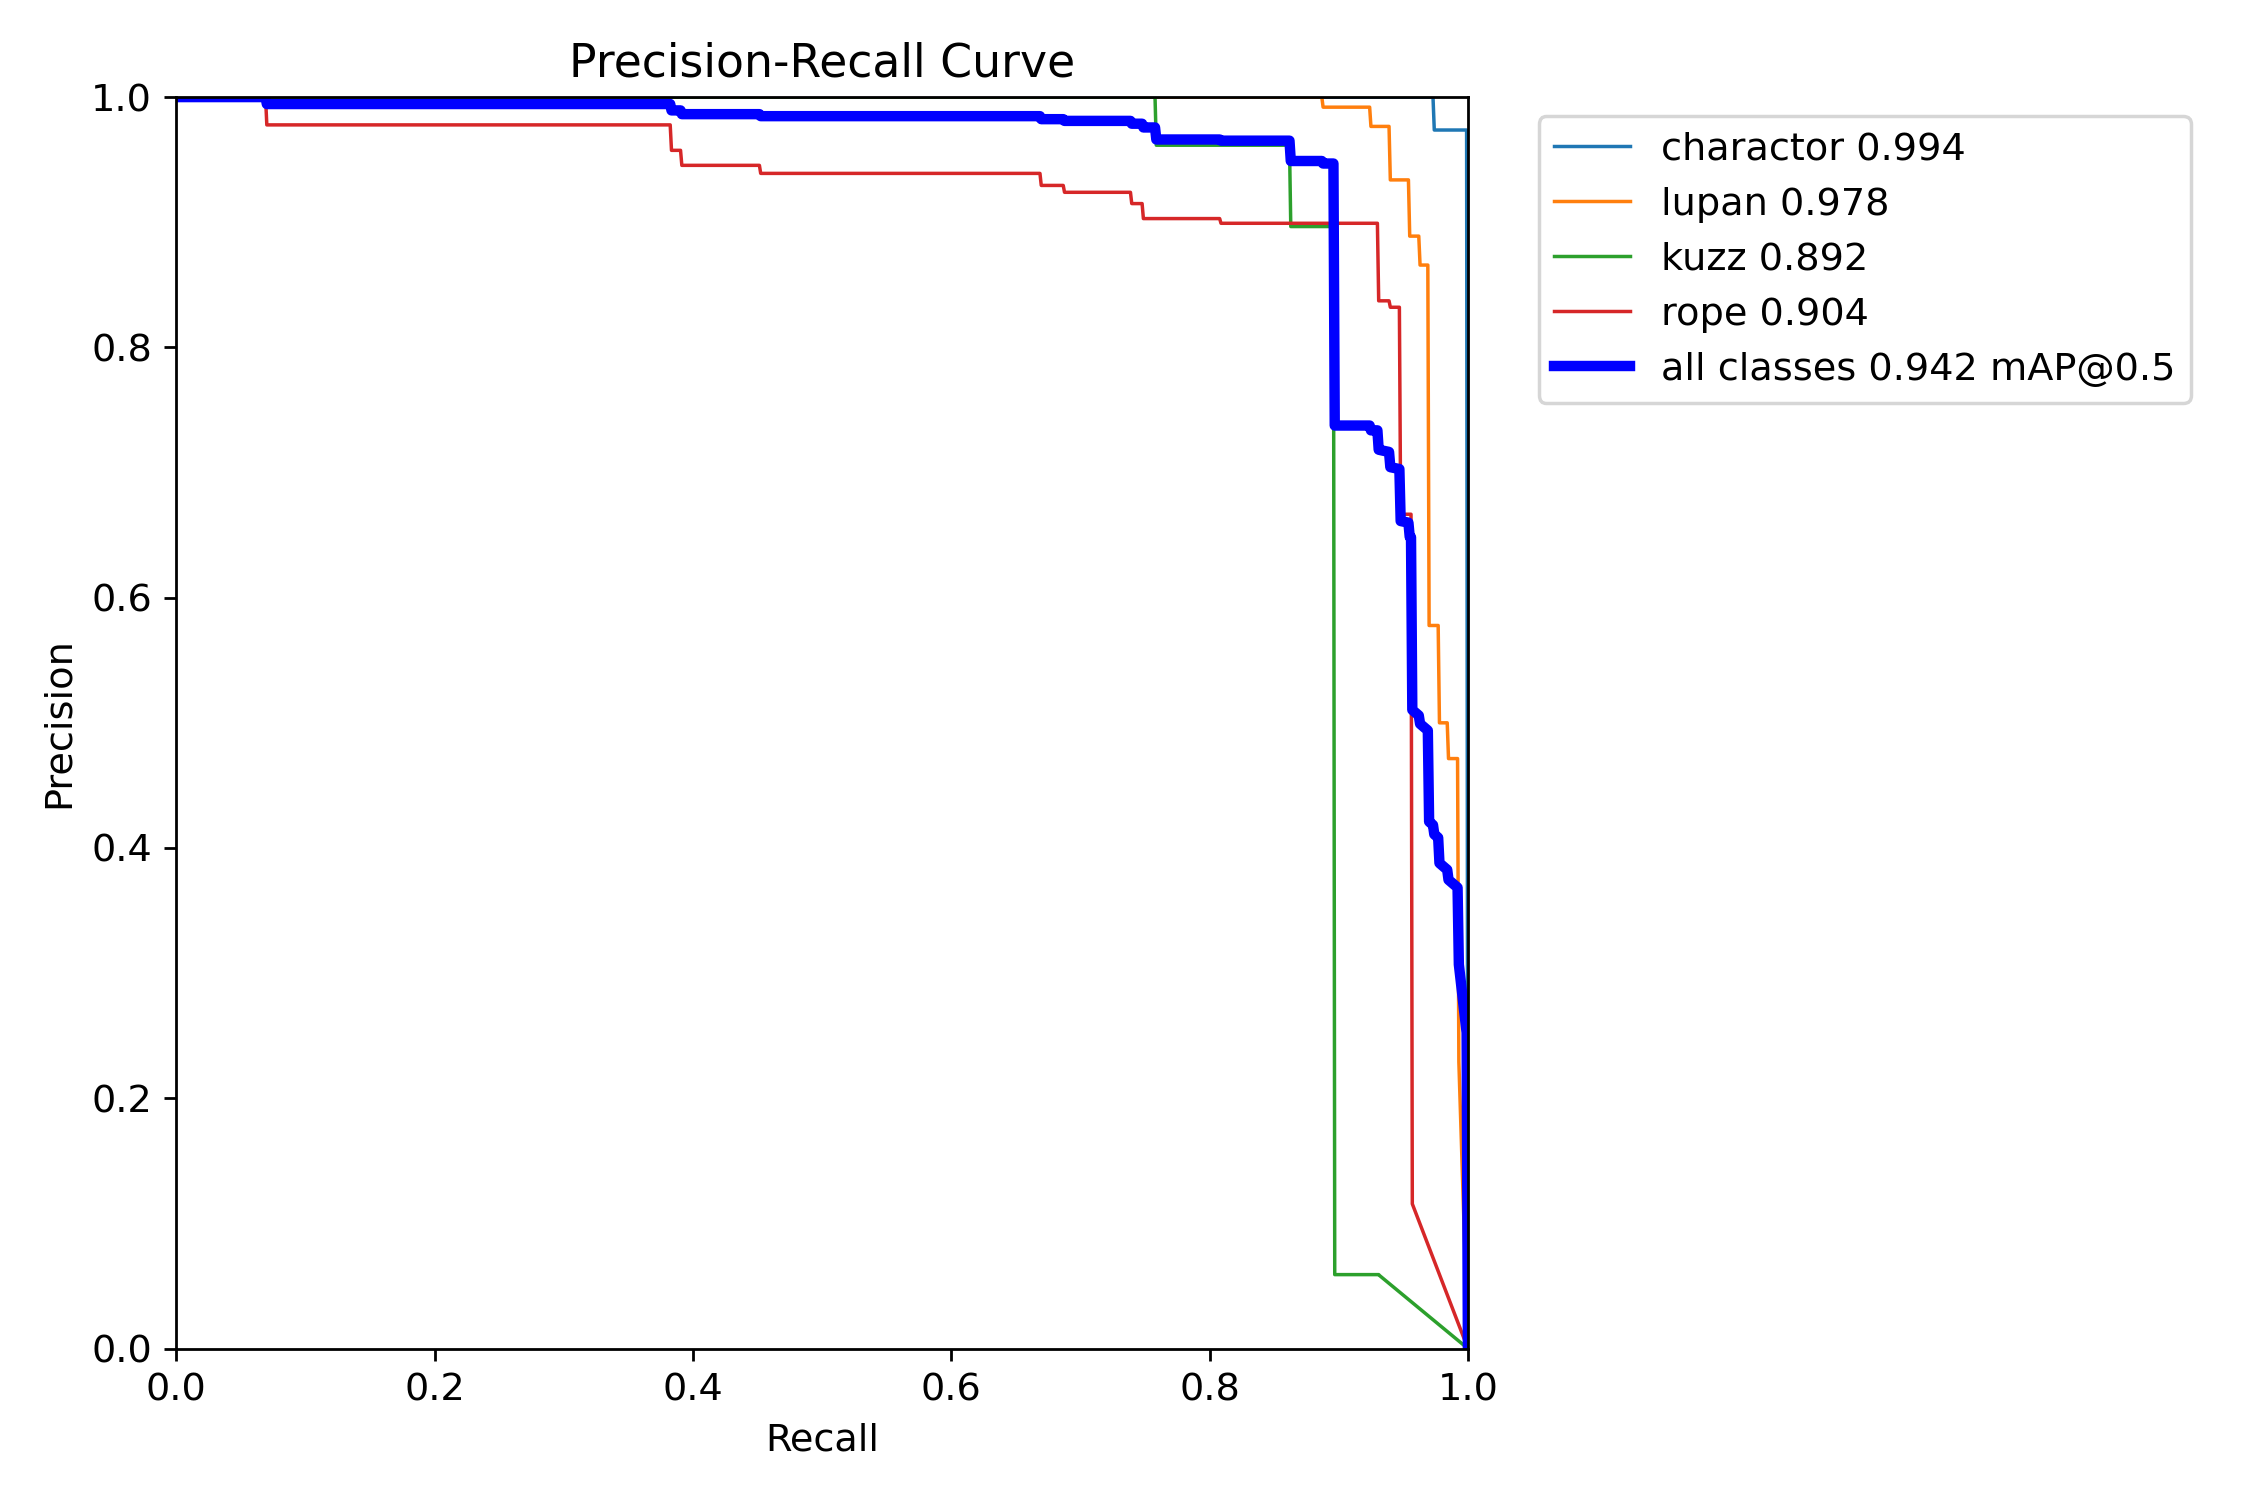 Precision-Recall Curve
1.0
0.8
0.6
0.4
0.2
0.0
Precision
0.0 0.2 0.4 0.6 0.8 1.0
Recall
charactor 0.994
lupan 0.978
kuzz 0.892
rope 0.904
all classes 0.942 mAP@0.5